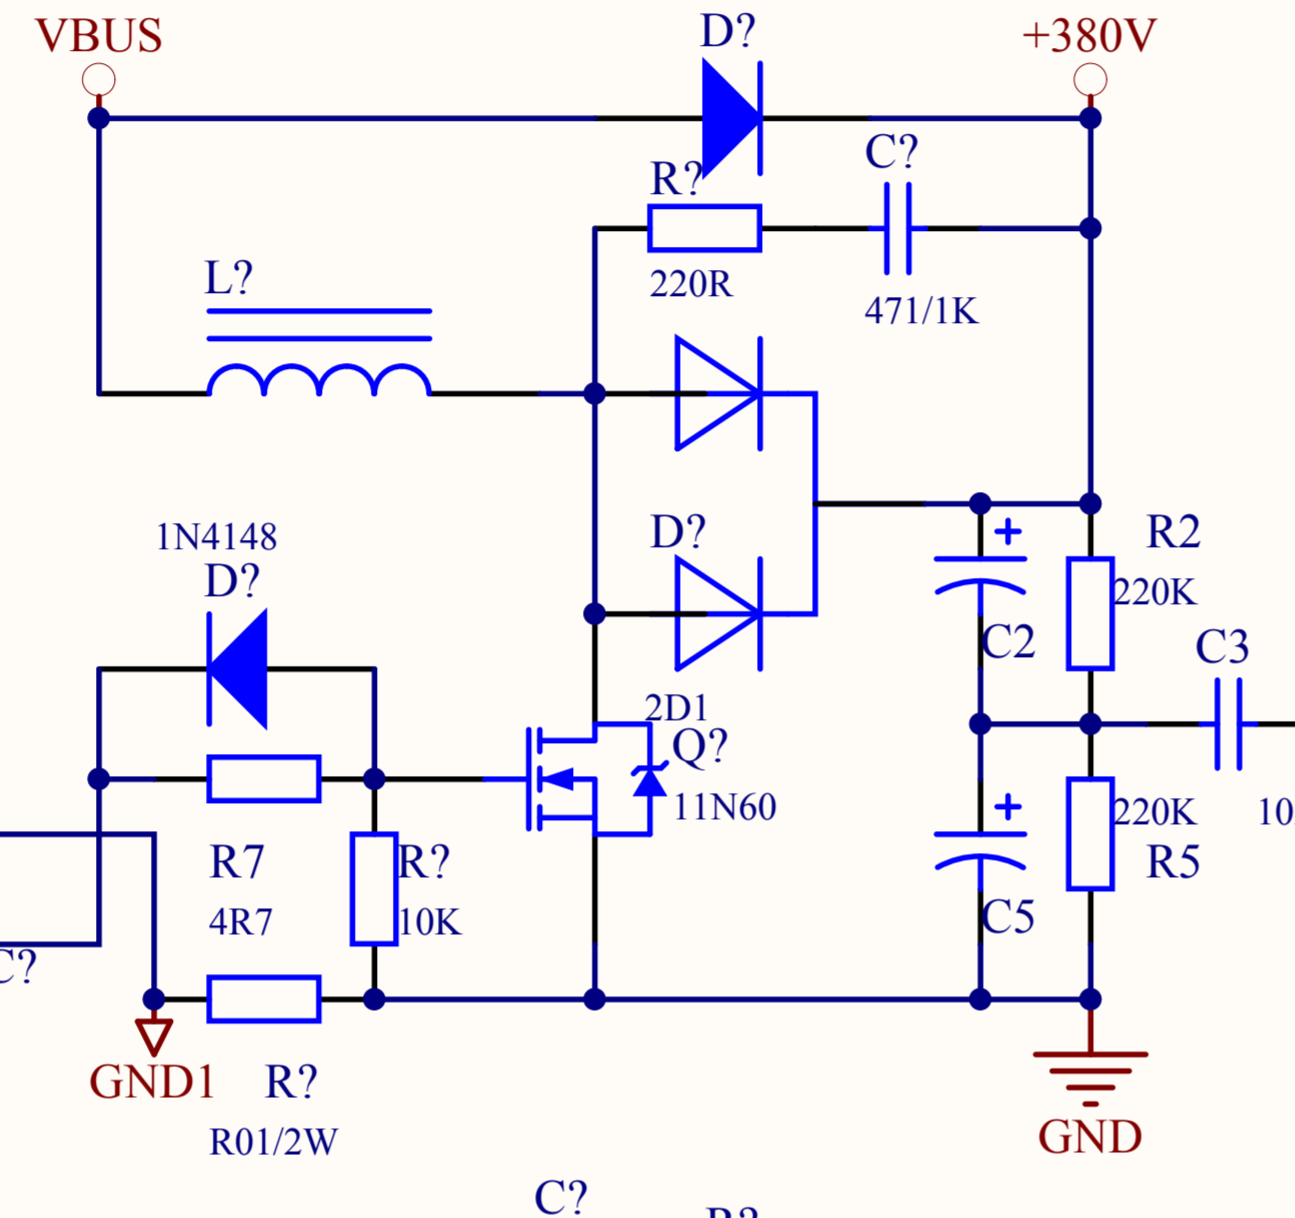 VBUS
D?
+380V
C?
R?
220R
471/1K
L?
1N4148
D?
D?
R2
220K
C2
C3
2D1
Q?
11N60
220K
10
R7
R?
R5
4R7
10K
C5
C?
GND1
R?
R01/2W
GND
C?
R?